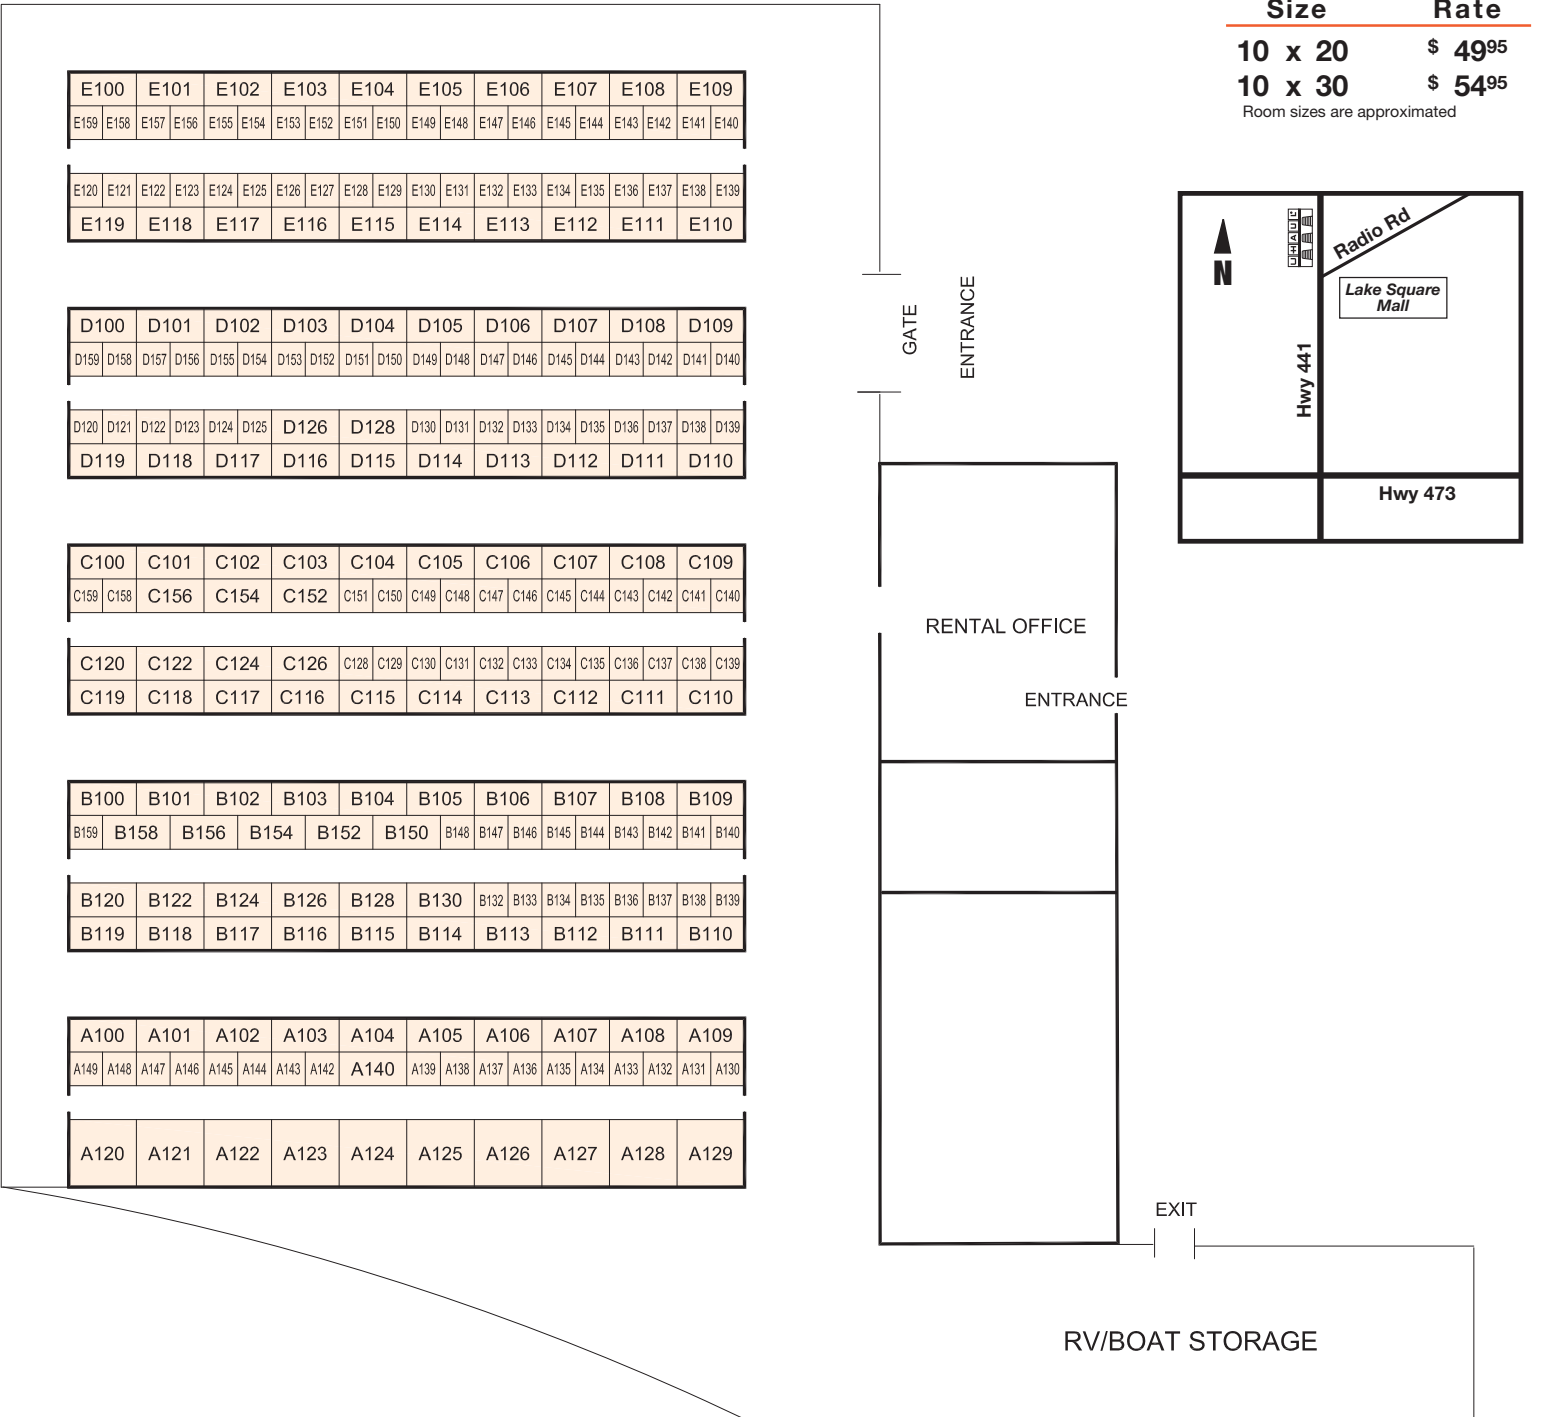 Size Rate
10 x 20 $ 49 95
10 x 30 $ 54 95
Room sizes are approximated
E100 E101 E102 E103 E104 E105 E106 E107 E108 E109
E159 E158 E157 E156 E155 E154 E153 E152 E151 E150 E149 E148 E147 E146 E145 E144 E143 E142 E141 E140
E120 E121 E122 E123 E124 E125 E126 E127 E128 E129 E130 E131 E132 E133 E134 E135 E136 E137 E138 E139
E119 E118 E117 E116 E115 E114 E113 E112 E111 E110
D100 D101 D102 D103 D104 D105 D106 D107 D108 D109
D159 D158 D157 D156 D155 D154 D153 D152 D151 D150 D149 D148 D147 D146 D145 D144 D143 D142 D141 D140
D120 D121 D122 D123 D124 D125 D126 D128 D130 D131 D132 D133 D134 D135 D136 D137 D138 D139
D119 D118 D117 D116 D115 D114 D113 D112 D111 D110
C100 C101 C102 C103 C104 C105 C106 C107 C108 C109
C159 C158 C156 C154 C152 C151 C150 C149 C148 C147 C146 C145 C144 C143 C142 C141 C140
C120 C122 C124 C126 C128 C129 C130 C131 C132 C133 C134 C135 C136 C137 C138 C139
C119 C118 C117 C116 C115 C114 C113 C112 C111 C110
B100 B101 B102 B103 B104 B105 B106 B107 B108 B109
B159 B158 B156 B154 B152 B150 B148 B147 B146 B145 B144 B143 B142 B141 B140
B120 B122 B124 B126 B128 B130 B132 B133 B134 B135 B136 B137 B138 B139
B119 B118 B117 B116 B115 B114 B113 B112 B111 B110
A100 A101 A102 A103 A104 A105 A106 A107 A108 A109
A149 A148 A147 A146 A145 A144 A143 A142 A140 A139 A138 A137 A136 A135 A134 A133 A132 A131 A130
A120 A121 A122 A123 A124 A125 A126 A127 A128 A129
GATE
ENTRANCE
RENTAL OFFICE
ENTRANCE
EXIT
RV/BOAT STORAGE
N
U-HAUL
Radio Rd
Lake Square
Mall
Hwy 441
Hwy 473